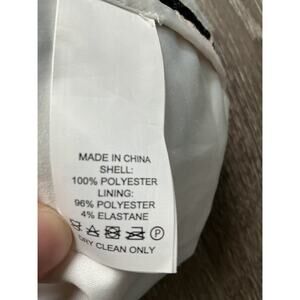 MADE IN CHINA
SHELL:
100% POLYESTER
LINING:
96% POLYESTER
4% ELASTANE
P
DRY CLEAN ONLY